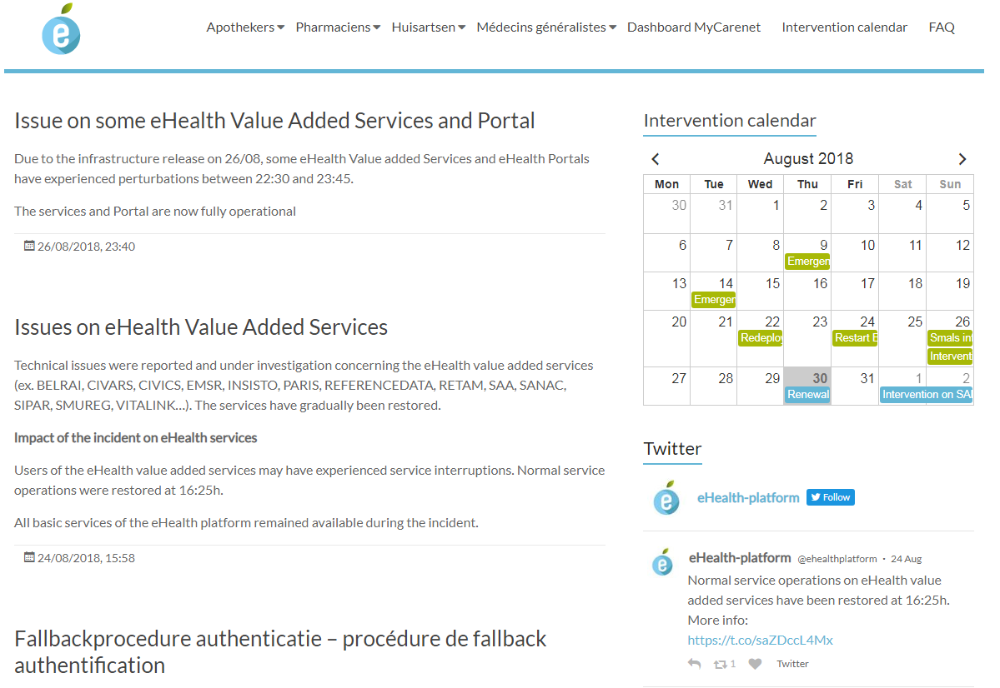 e
Apothekers Pharmaciens Huisartsen Médecins généralistes Dashboard MyCarenet Intervention calendar FAQ
Issue on some eHealth Value Added Services and Portal
Due to the infrastructure release on 26/08, some eHealth Value added Services and eHealth Portals
have experienced perturbations between 22:30 and 23:45.
The services and Portal are now fully operational
26/08/2018, 23:40
Issues on eHealth Value Added Services
Technical issues were reported and under investigation concerning the eHealth value added services
(ex. BELRAI, CIVARS, CIVICS, EMSR, INSISTO, PARIS, REFERENCEDATA, RETAM, SAA, SANAC,
SIPAR, SMUREG, VITALINK…). The services have gradually been restored.
Impact of the incident on eHealth services
Users of the eHealth value added services may have experienced service interruptions. Normal service
operations were restored at 16:25h.
All basic services of the eHealth platform remained available during the incident.
24/08/2018, 15:58
Fallbackprocedure authenticatie – procédure de fallback
authentification
Intervention calendar
August 2018
Mon Tue Wed Thu Fri Sat Sun
30 31 1 2 3 4 5
6 7 8 9 10 11 12
Emergen
13 14 15 16 17 18 19
Emergen
20 21 22 23 24 25 26
Redeploy Restart E Smals int
Intervent
27 28 29 30 31 1 2
Renewal Intervention on SA
Twitter
e
eHealth-platform Follow
e
eHealth-platform @ehealthplatform · 24 Aug
Normal service operations on eHealth value
added services have been restored at 16:25h.
More info:
https://t.co/saZDccL4Mx
1 Twitter